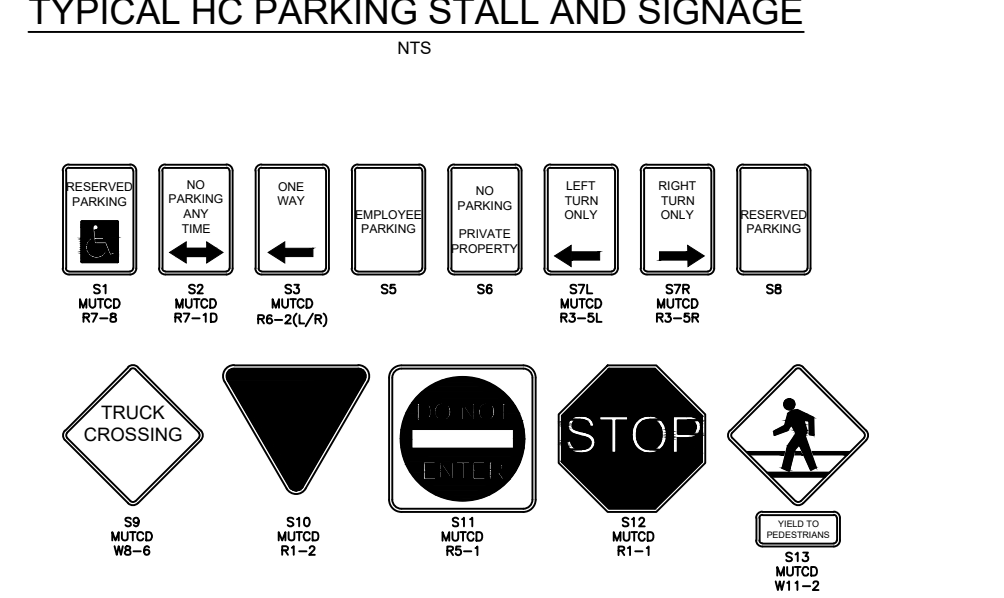 TYPICAL HC PARKING STALL AND SIGNAGE
NTS
RESERVED
PARKING
S1
MUTCD
R7-8
NO
PARKING
ANY
TIME
S2
MUTCD
R7-1D
ONE
WAY
S3
MUTCD
R6-2(L/R)
EMPLOYEE
PARKING
S5
NO
PARKING
PRIVATE
PROPERTY
S6
LEFT
TURN
ONLY
S7L
MUTCD
R3-5L
RIGHT
TURN
ONLY
S7R
MUTCD
R3-5R
RESERVED
PARKING
S8
TRUCK
CROSSING
S9
MUTCD
W8-6
S10
MUTCD
R1-2
DO NOT
ENTER
S11
MUTCD
R5-1
STOP
S12
MUTCD
R1-1
YIELD TO
PEDESTRIANS
S13
MUTCD
W11-2